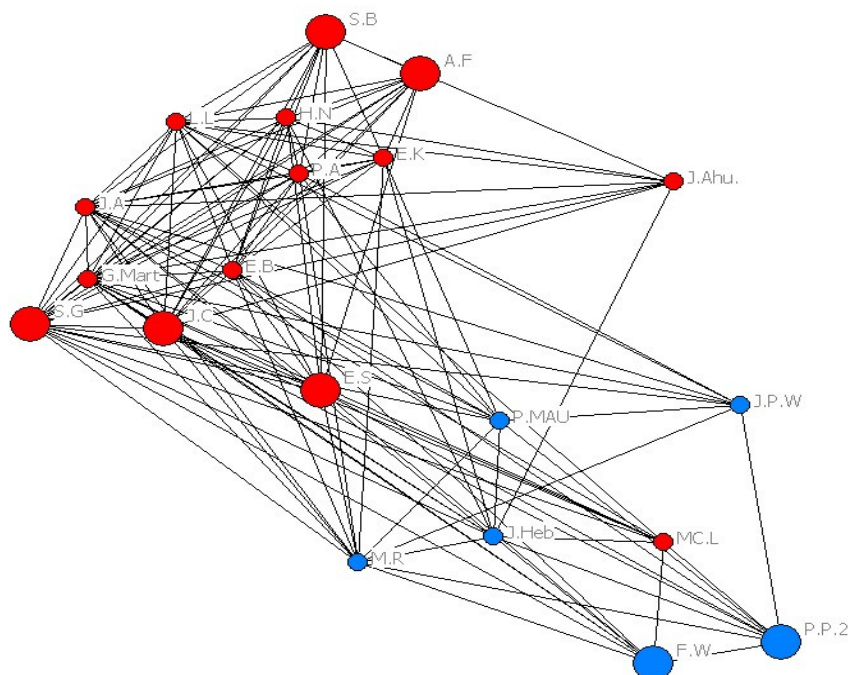 S.B
A.F
L.L
H.N
E.K
P.A
J.Ahu.
J.A
E.B
G.Mart
S.G
J.C
E.S
J.P.W
P.MAU
J.Heb
MC.L
M.R
P.P.2
F.W